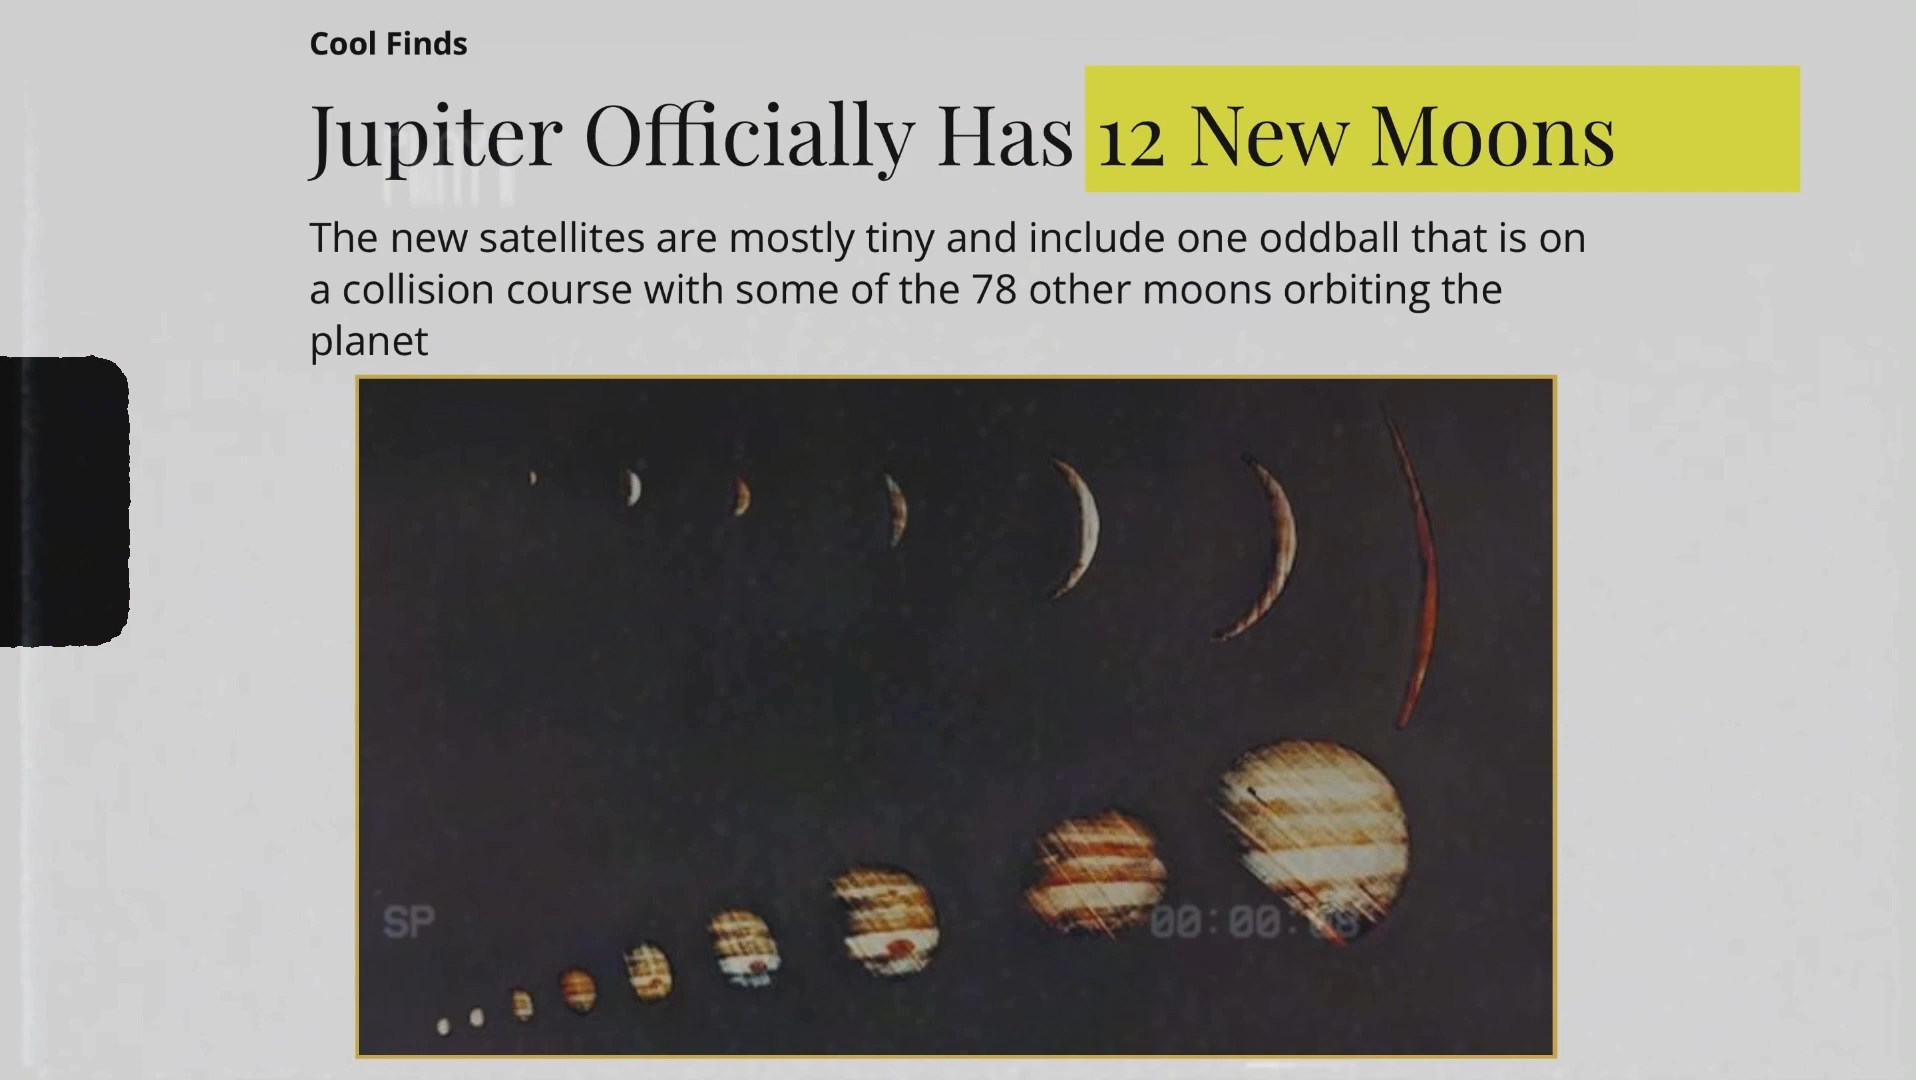 Cool Finds
Jupiter Officially Has 12 New Moons
The new satellites are mostly tiny and include one oddball that is on
a collision course with some of the 78 other moons orbiting the
planet
SP